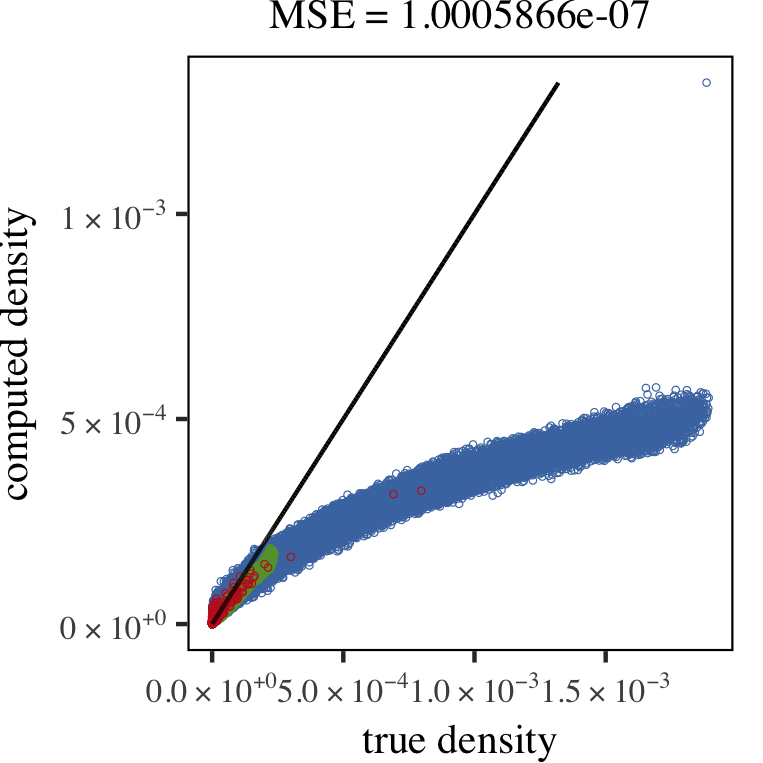 MSE = 1.0005866e-07
computed density
1 × 10⁻³
5 × 10⁻⁴
0 × 10⁺⁰
0.0 × 10⁺⁰ 5.0 × 10⁻⁴ 1.0 × 10⁻³ 1.5 × 10⁻³
true density